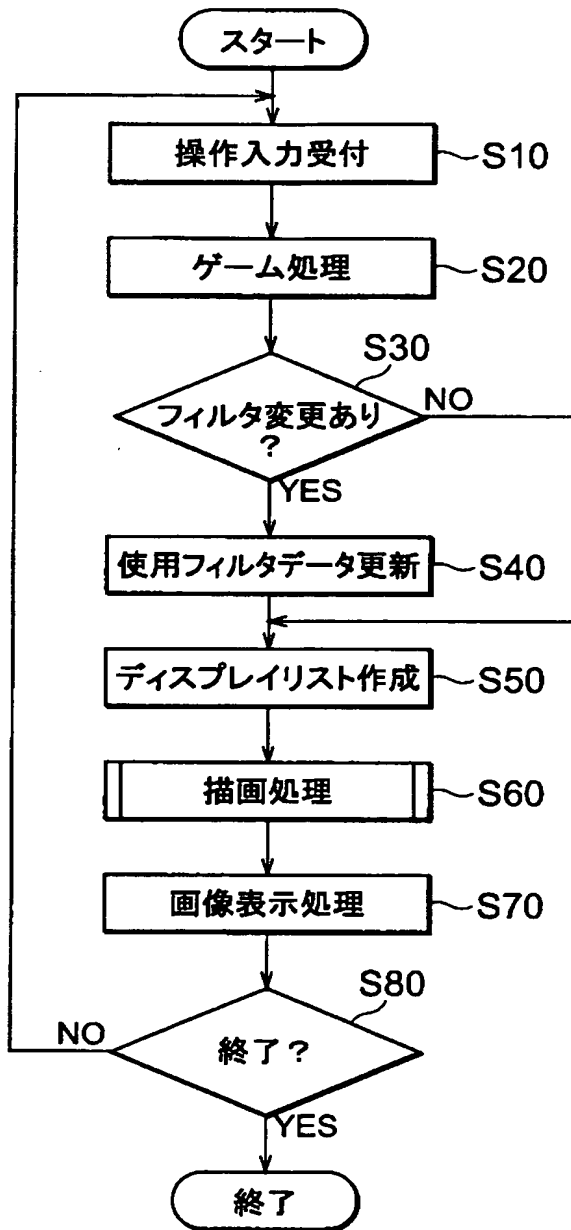 スタート
操作入力受付
S10
ゲーム処理
S20
S30
フィルタ変更あり
?
NO
YES
使用フィルタデータ更新
S40
ディスプレイリスト作成
S50
描画処理
S60
画像表示処理
S70
S80
NO
終了?
YES
終了